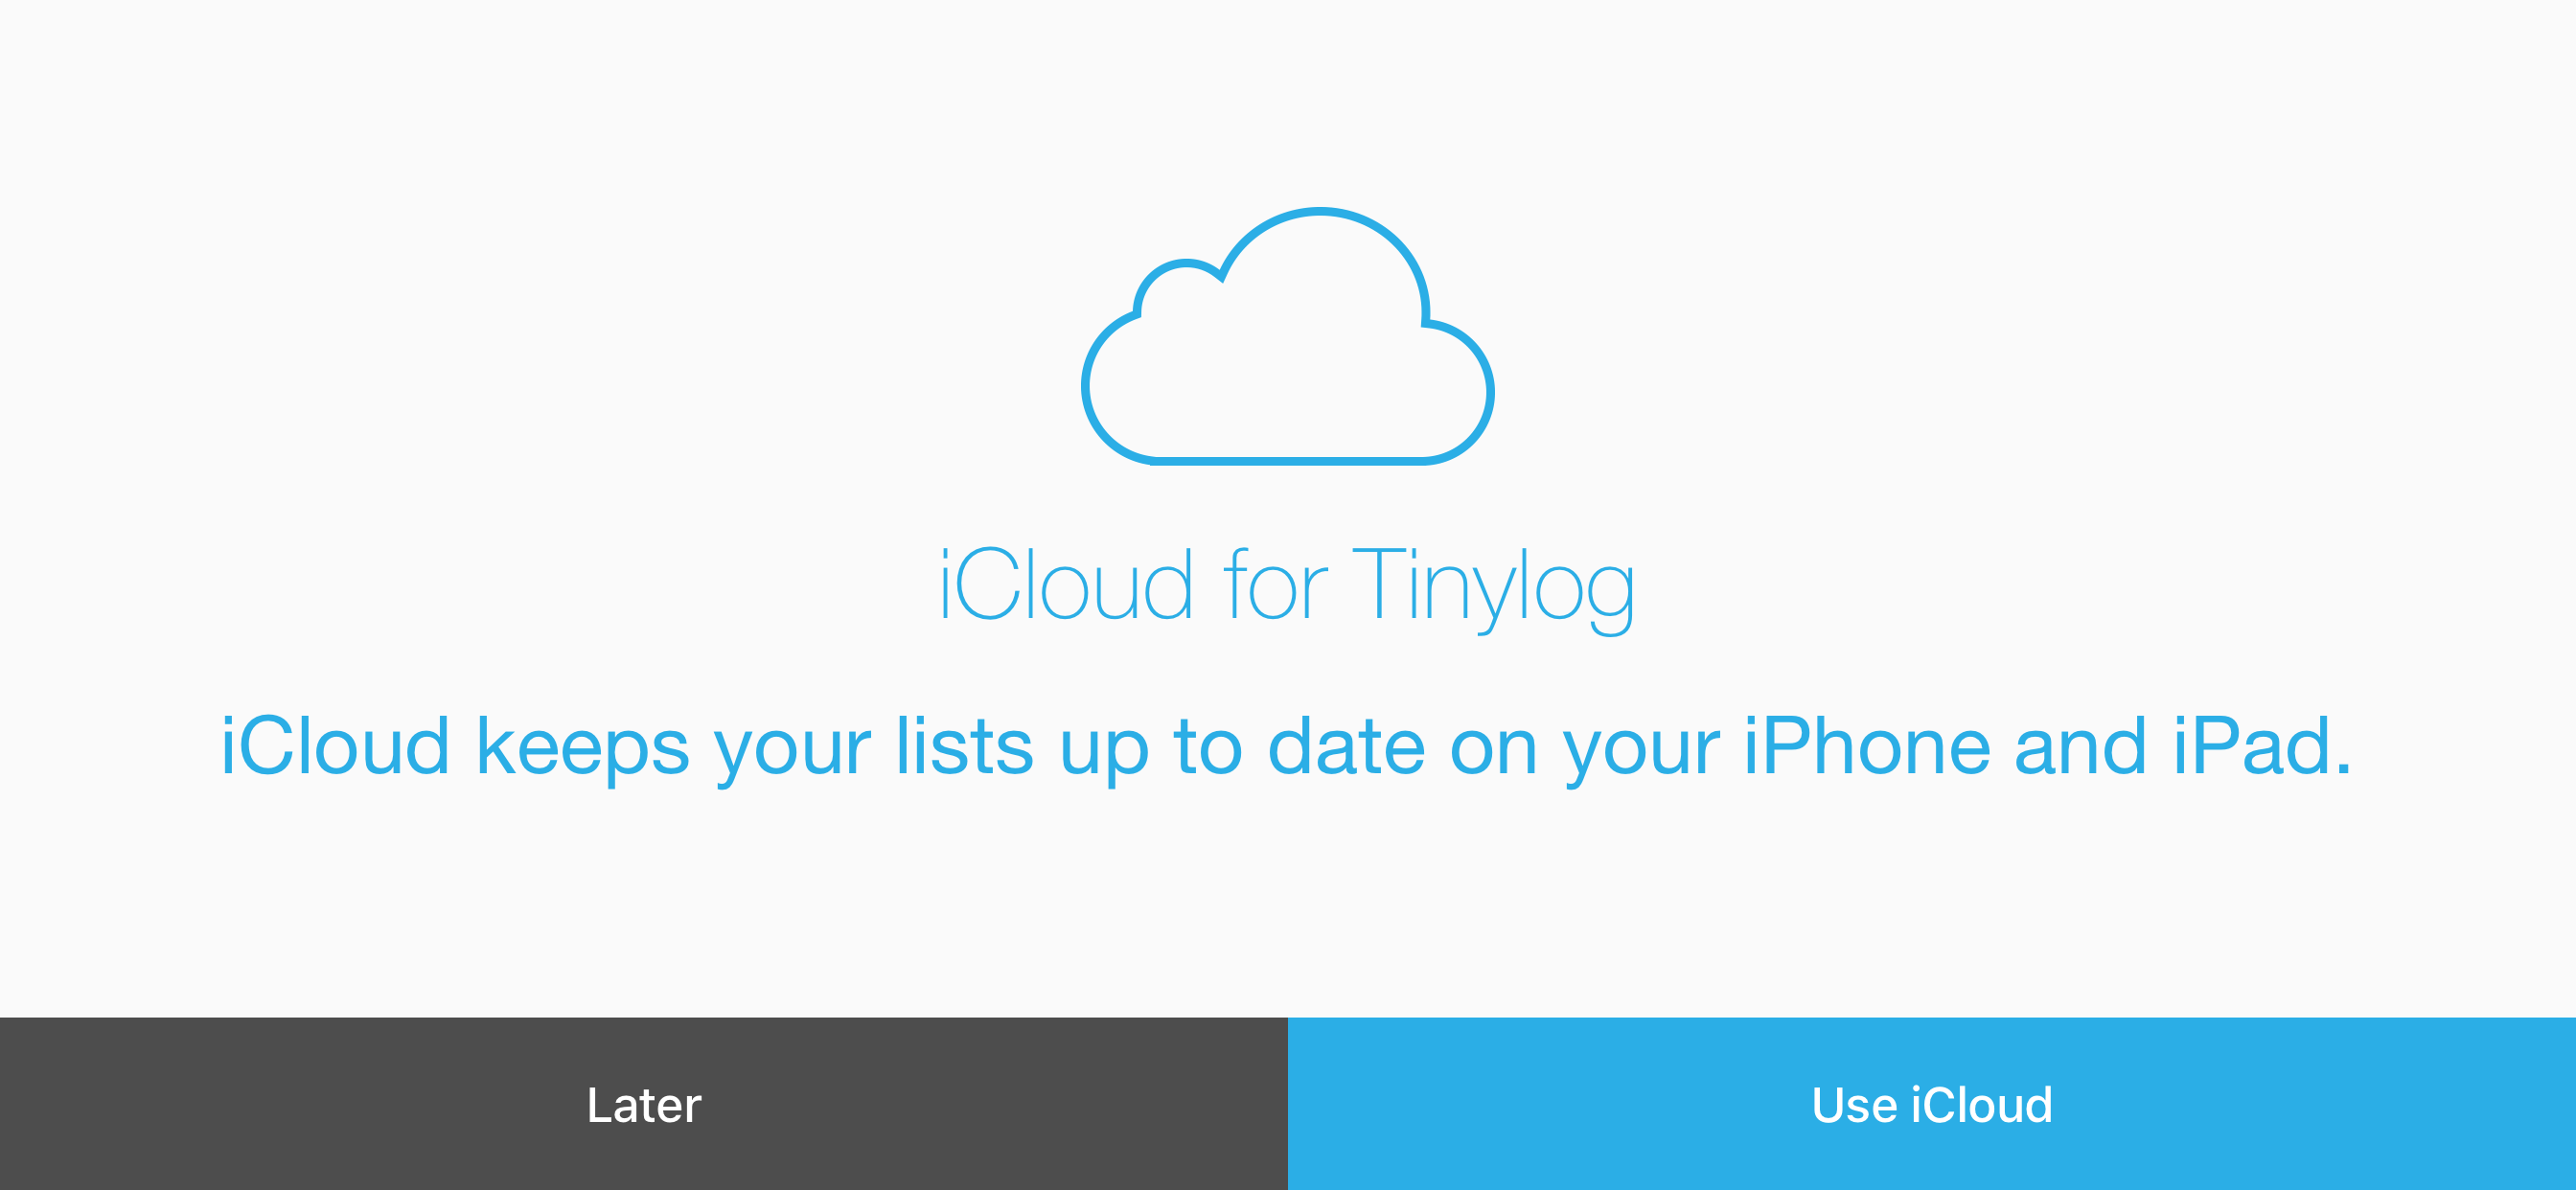 iCloud for Tinylog
iCloud keeps your lists up to date on your iPhone and iPad.
Later
Use iCloud